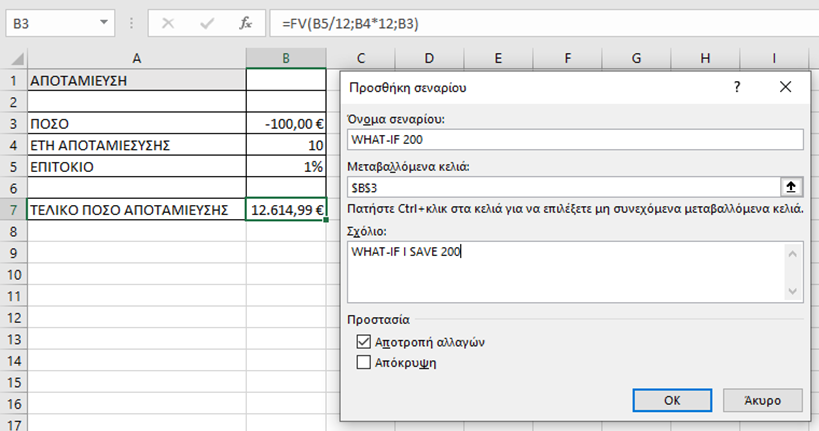 B3 fx =FV(B5/12;B4*12;B3)
A B C D E F G H I
1 ΑΠΟΤΑΜΙΕΥΣΗ
2
3 ΠΟΣΟ -100,00 €
4 ΕΤΗ ΑΠΟΤΑΜΙΕΣΥΣΗΣ 10
5 ΕΠΙΤΟΚΙΟ 1%
6
7 ΤΕΛΙΚΟ ΠΟΣΟ ΑΠΟΤΑΜΙΕΥΣΗΣ 12.614,99 €
8
9
10
11
12
13
14
15
16
17
Προσθήκη σεναρίου ?
Όνομα σεναρίου:
WHAT-IF 200
Μεταβαλλόμενα κελιά:
$B$3
Πατήστε Ctrl+κλικ στα κελιά για να επιλέξετε μη συνεχόμενα μεταβαλλόμενα κελιά.
Σχόλιο:
WHAT-IF I SAVE 200
Προστασία
Αποτροπή αλλαγών
Απόκρυψη
OK Άκυρο